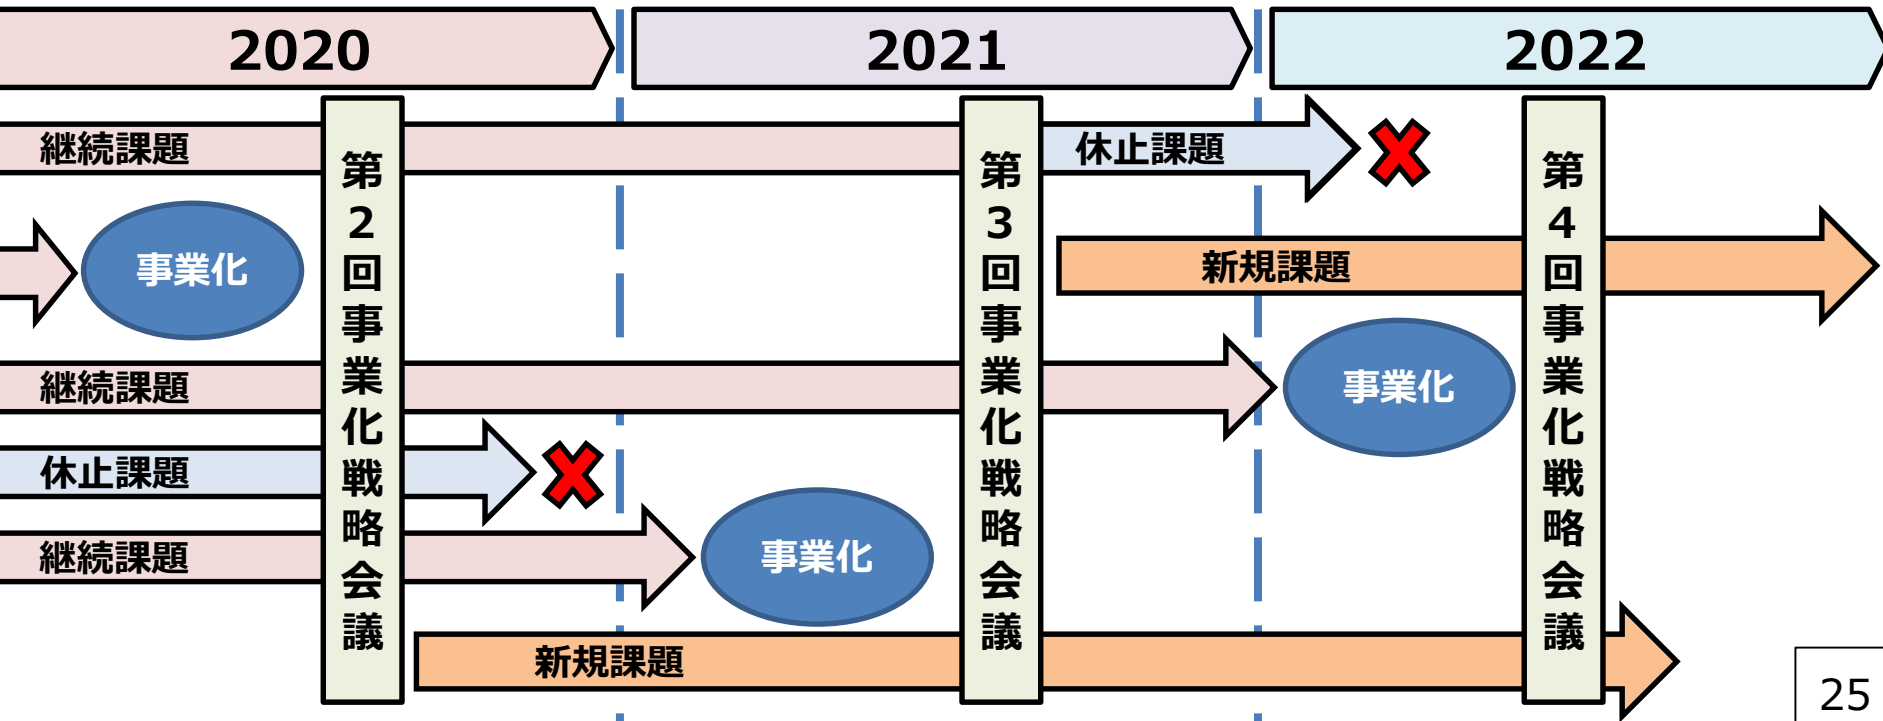 2020
2021
2022
継続課題
休止課題
事業化
新規課題
継続課題
事業化
休止課題
継続課題
事業化
新規課題
第2回事業化戦略会議
第3回事業化戦略会議
第4回事業化戦略会議
25